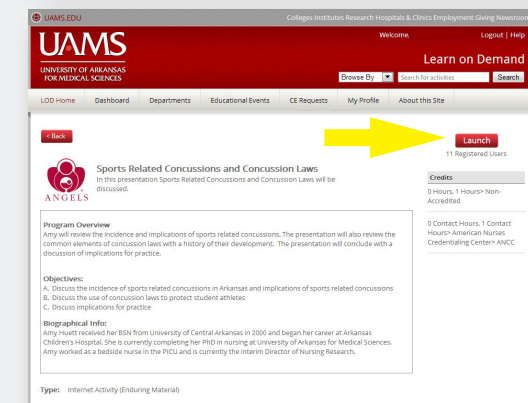 UAMS.EDU
Colleges Institutes Research Hospitals & Clinics Employment Giving Newsroom
UAMS
UNIVERSITY OF ARKANSAS
FOR MEDICAL SCIENCES
Welcome,
Logout | Help
Learn on Demand
Browse By
Search for activities
Search
LOD Home Dashboard Departments Educational Events CE Requests My Profile About this Site
< Back
Launch
11 Registered Users
ANGELS
Sports Related Concussions and Concussion Laws
In this presentation Sports Related Concussions and Concussion Laws will be
discussed.
Credits
0 Hours, 1 Hours> Non-
Accredited
0 Contact Hours, 1 Contact
Hours> American Nurses
Credentialing Center> ANCC
Program Overview
Amy will review the incidence and implications of sports related concussions. The presentation will also review the
common elements of concussion laws with a history of their development. The presentation will conclude with a
discussion of implications for practice.
Objectives:
A. Discuss the incidence of sports related concussions in Arkansas and implications of sports related concussions
B. Discuss the use of concussion laws to protect student athletes
C. Discuss implications for practice
Biographical Info:
Amy Huett received her BSN from University of Central Arkansas in 2000 and began her career at Arkansas
Children's Hospital. She is currently completing her PhD in nursing at University of Arkansas for Medical Sciences.
Amy worked as a bedside nurse in the PICU and is currently the Interim Director of Nursing Research.
Type: Internet Activity (Enduring Material)